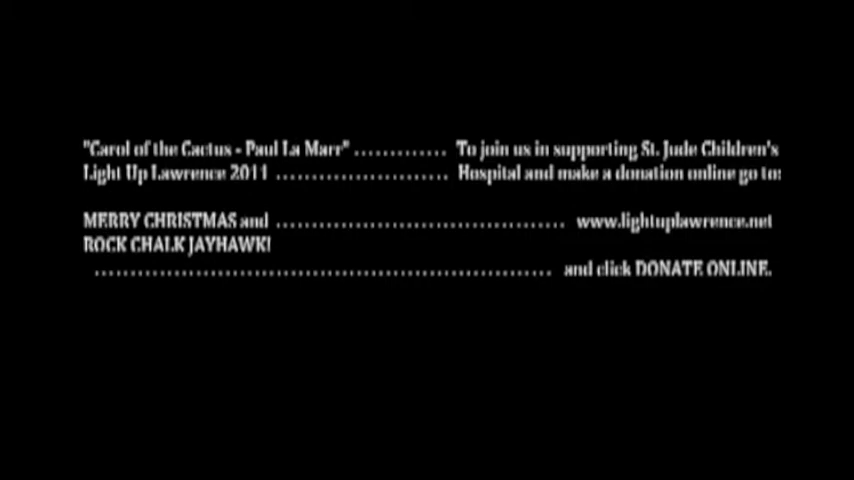 "Carol of the Cactus - Paul La Marr" ............. To join us in supporting St. Jude Children's
Light Up Lawrence 2011 ........................ Hospital and make a donation online go to:
MERRY CHRISTMAS and ........................................ www.lightuplawrence.net
ROCK CHALK JAYHAWK!
............................................................... and click DONATE ONLINE.